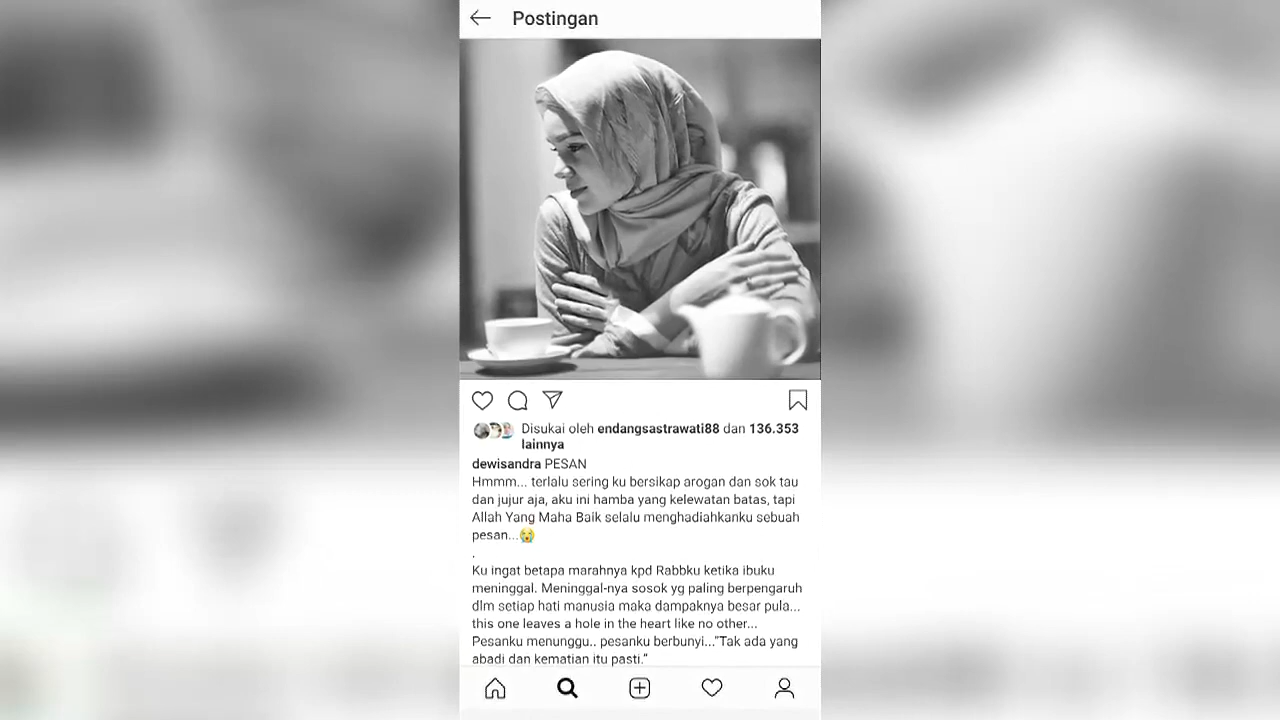 Postingan
Disukai oleh endangsastrawati88 dan 136.353
lainnya
dewisandra PESAN
Hmmm... terlalu sering ku bersikap arogan dan sok tau
dan jujur aja, aku ini hamba yang kelewatan batas, tapi
Allah Yang Maha Baik selalu menghadiahkanku sebuah
pesan...😭
.
Ku ingat betapa marahnya kpd Rabbku ketika ibuku
meninggal. Meninggal-nya sosok yg paling berpengaruh
dlm setiap hati manusia maka dampaknya besar pula...
this one leaves a hole in the heart like no other...
Pesanku menunggu.. pesanku berbunyi..."Tak ada yang
abadi dan kematian itu pasti."